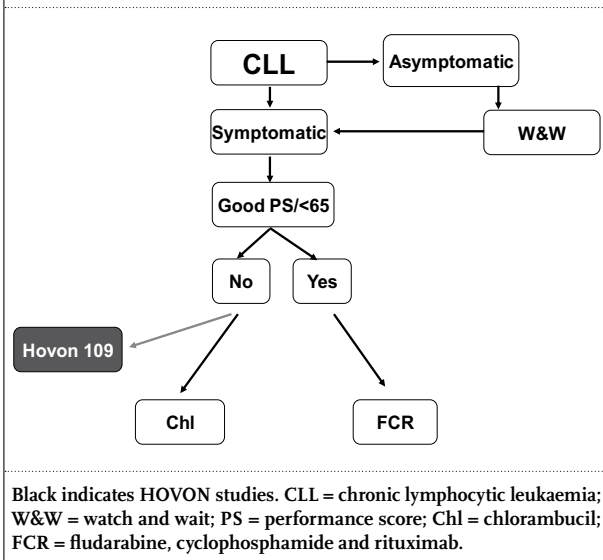 CLL
Asymptomatic
Symptomatic
W&W
Good PS/<65
No
Yes
Hovon 109
Chl
FCR
Black indicates HOVON studies. CLL = chronic lymphocytic leukaemia;
W&W = watch and wait; PS = performance score; Chl = chlorambucil;
FCR = fludarabine, cyclophosphamide and rituximab.